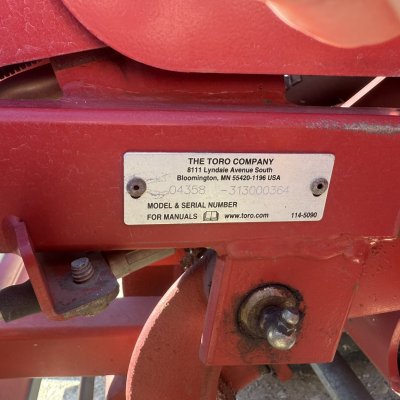 THE TORO COMPANY
8111 Lyndale Avenue South
Bloomington, MN 55420-1196 USA
04358 -313000364
MODEL & SERIAL NUMBER
FOR MANUALS www.toro.com 114-5090